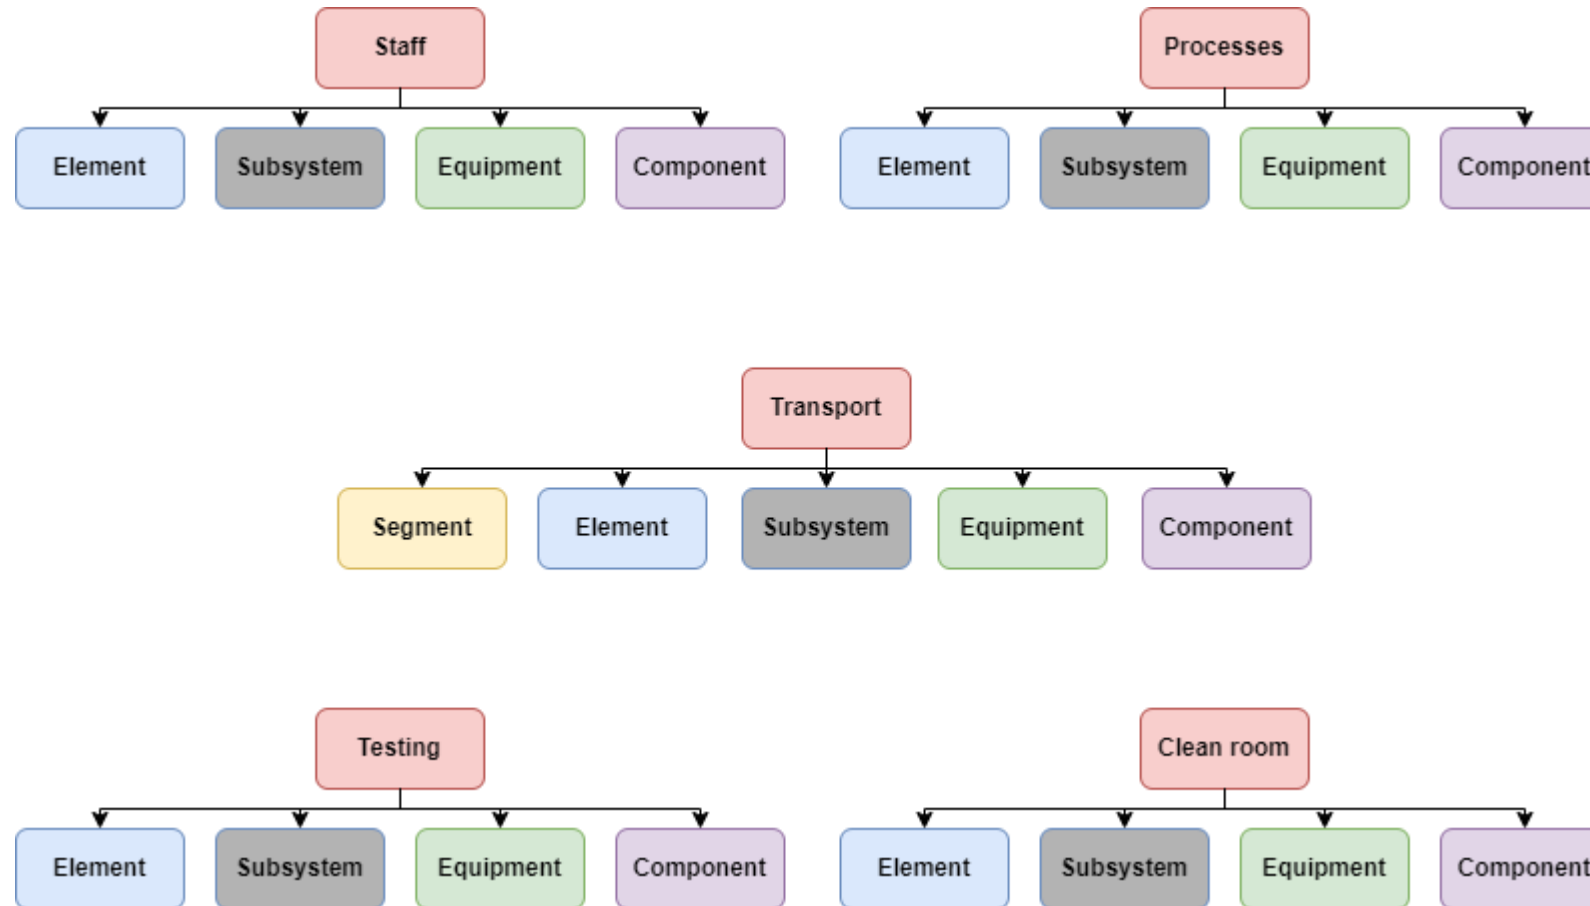 Staff
Processes
Element
Subsystem
Equipment
Component
Element
Subsystem
Equipment
Component
Transport
Segment
Element
Subsystem
Equipment
Component
Testing
Clean room
Element
Subsystem
Equipment
Component
Element
Subsystem
Equipment
Component